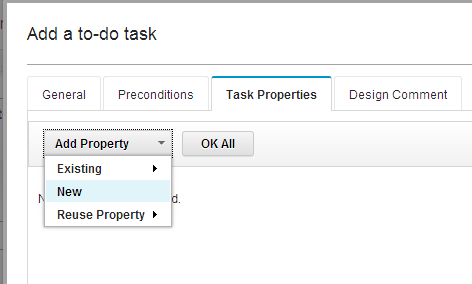 Add a to-do task
General Preconditions Task Properties Design Comment
Add Property OK All
Existing
New
Reuse Property